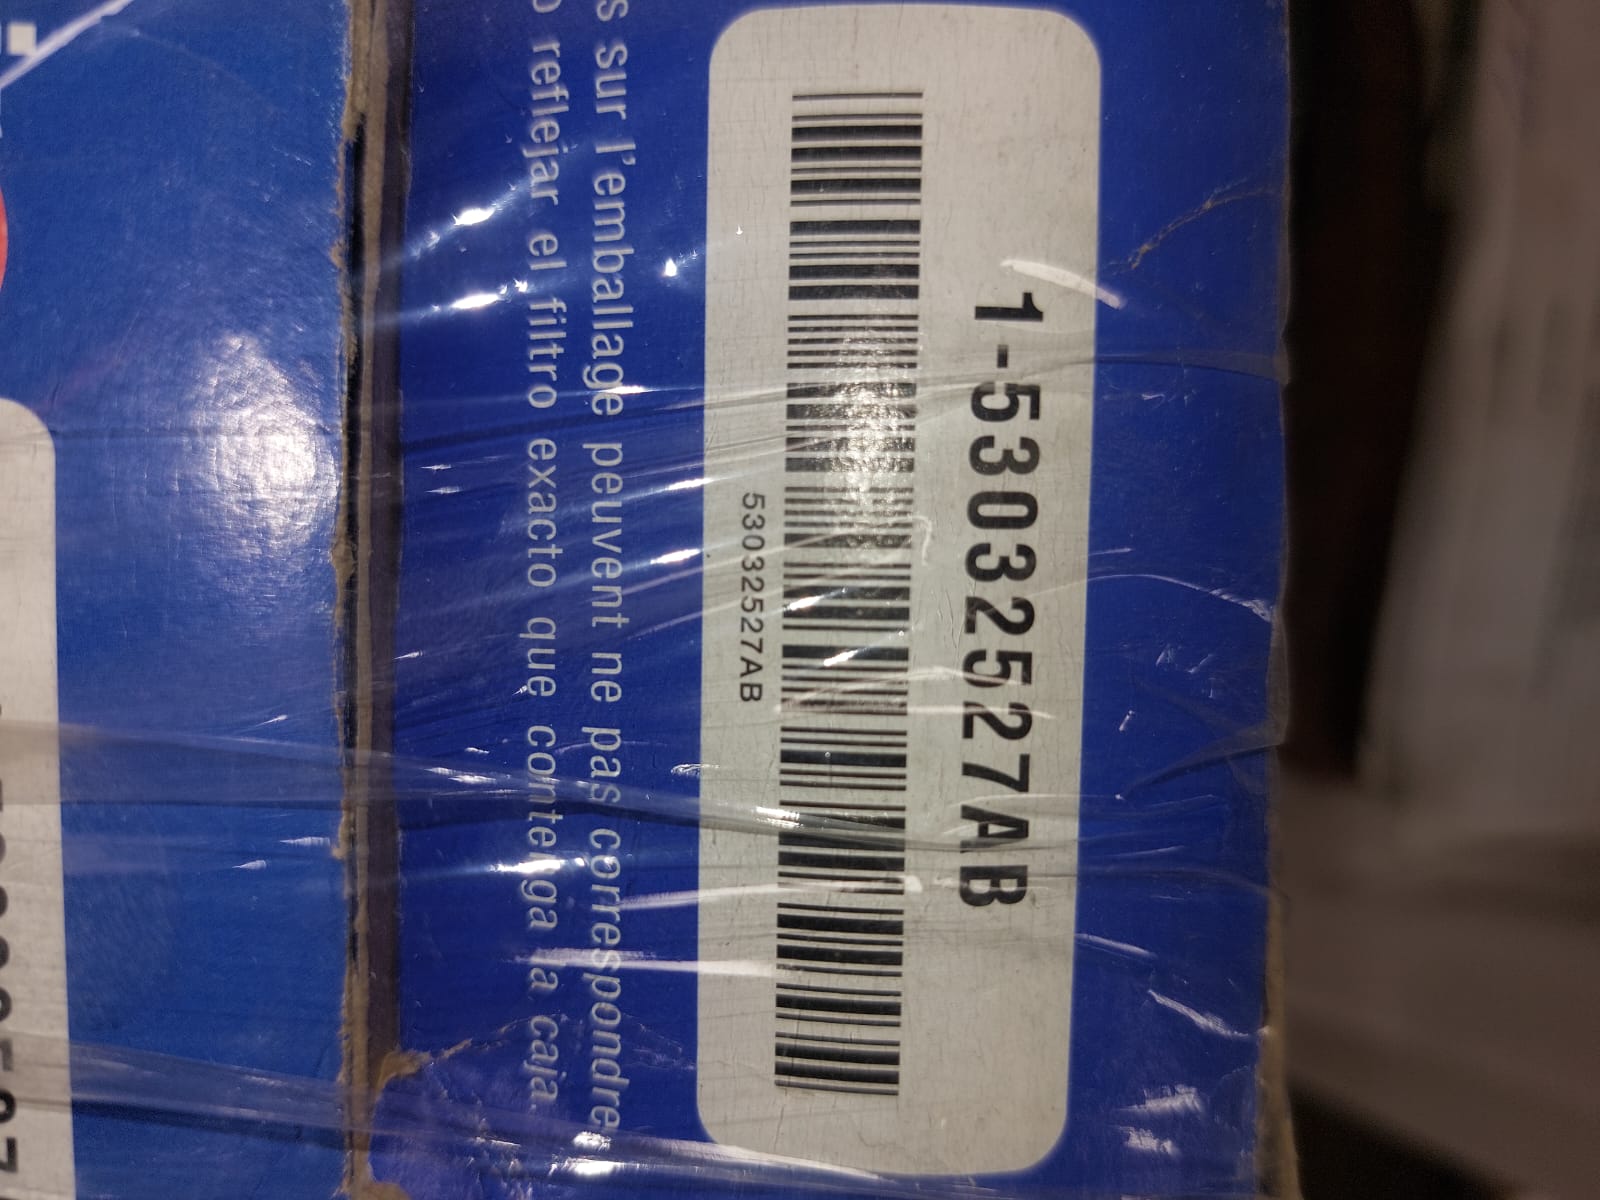 s sur l'emballage peuvent ne pas correspondre
o reflejar el filtro exacto que contenga la caja.
1-53032527AB
53032527AB